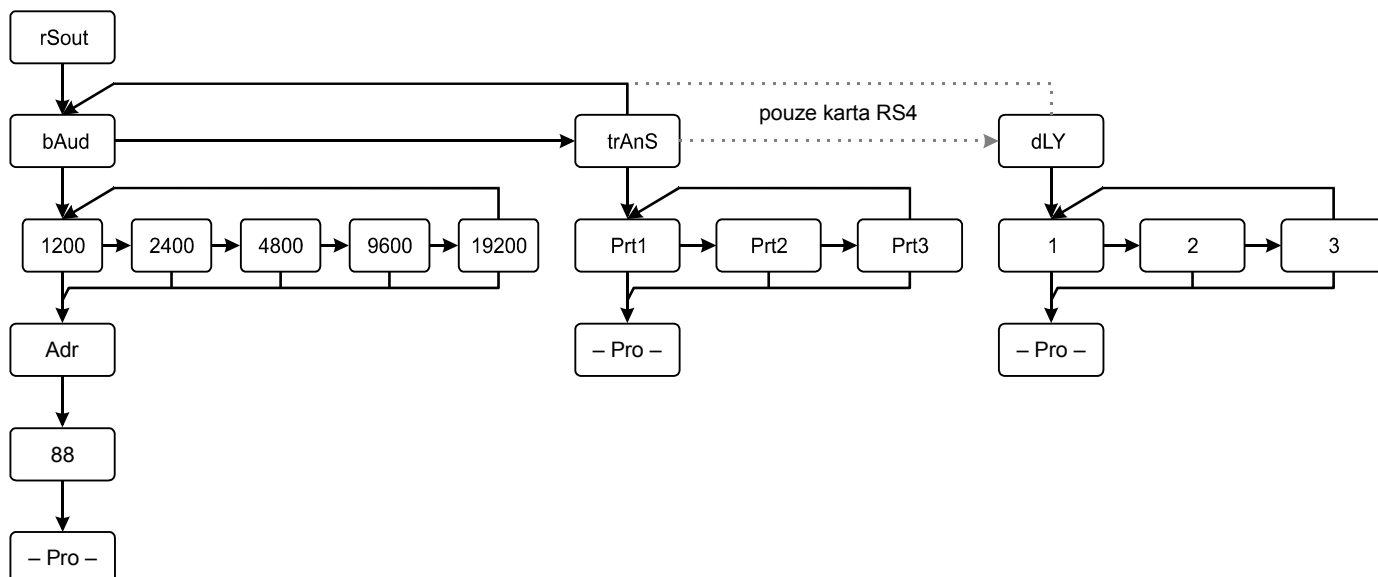 rSout
pouze karta RS4
bAud trAnS dLY
1200 2400 4800 9600 19200 Prt1 Prt2 Prt3 1 2 3
Adr – Pro – – Pro –
88
– Pro –